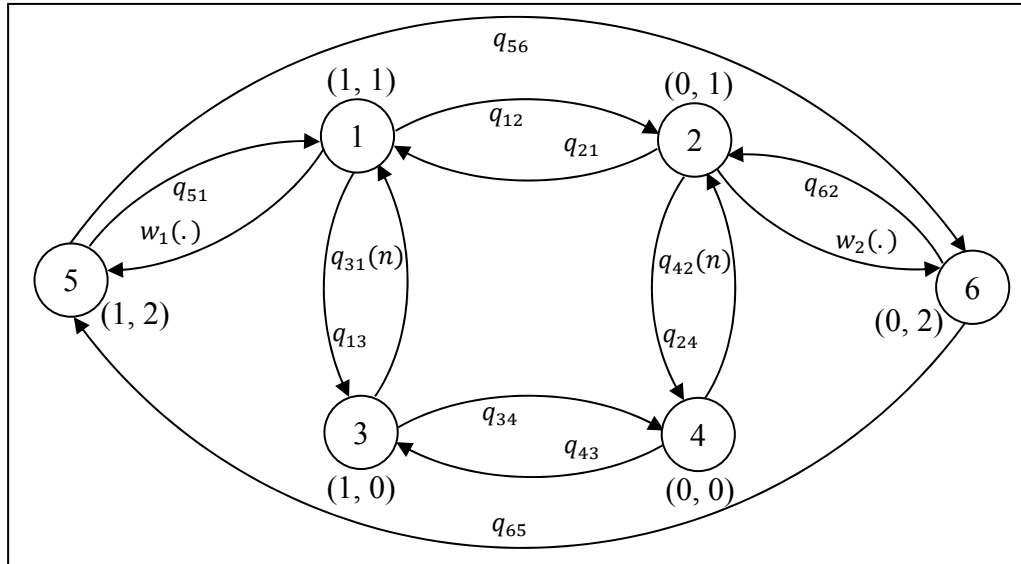 q₅₆
(1, 1)
(0, 1)
1
q₁₂
2
q₂₁
q₅₁
q₆₂
w₁(.)
q₃₁(n)
q₄₂(n)
w₂(.)
5
6
(1, 2)
(0, 2)
q₁₃
q₂₄
3
q₃₄
4
q₄₃
(1, 0)
(0, 0)
q₆₅